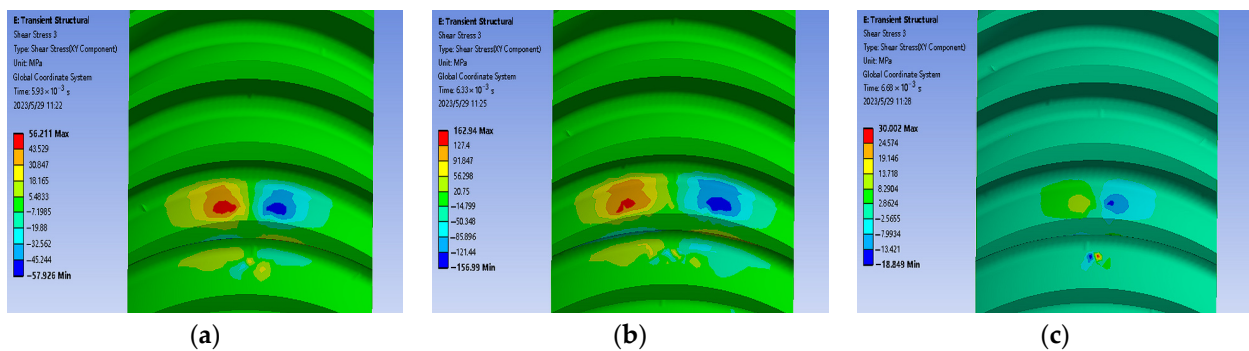 E: Transient Structural
Shear Stress 3
Type: Shear Stress(XY Component)
Unit: MPa
Global Coordinate System
Time: 5.93 × 10⁻³ s
2023/5/29 11:22
56.211 Max
43.529
30.847
18.165
5.4833
−7.1985
−19.88
−32.562
−45.244
−57.926 Min
(a)
E: Transient Structural
Shear Stress 3
Type: Shear Stress(XY Component)
Unit: MPa
Global Coordinate System
Time: 6.33 × 10⁻³ s
2023/5/29 11:25
162.94 Max
127.4
91.847
56.298
20.75
−14.799
−50.348
−85.896
−121.44
−156.99 Min
(b)
E: Transient Structural
Shear Stress 3
Type: Shear Stress(XY Component)
Unit: MPa
Global Coordinate System
Time: 6.68 × 10⁻³ s
2023/5/29 11:28
30.002 Max
24.574
19.146
13.718
8.2904
2.8624
−2.5655
−7.9934
−13.421
−18.849 Min
(c)